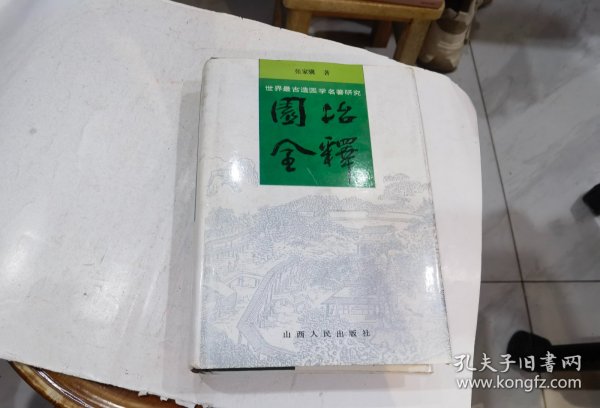 张家骥 著
世界最古造园学名著研究
園冶
全釋
山西人民出版社
孔夫子旧书网
www.kongfz.com